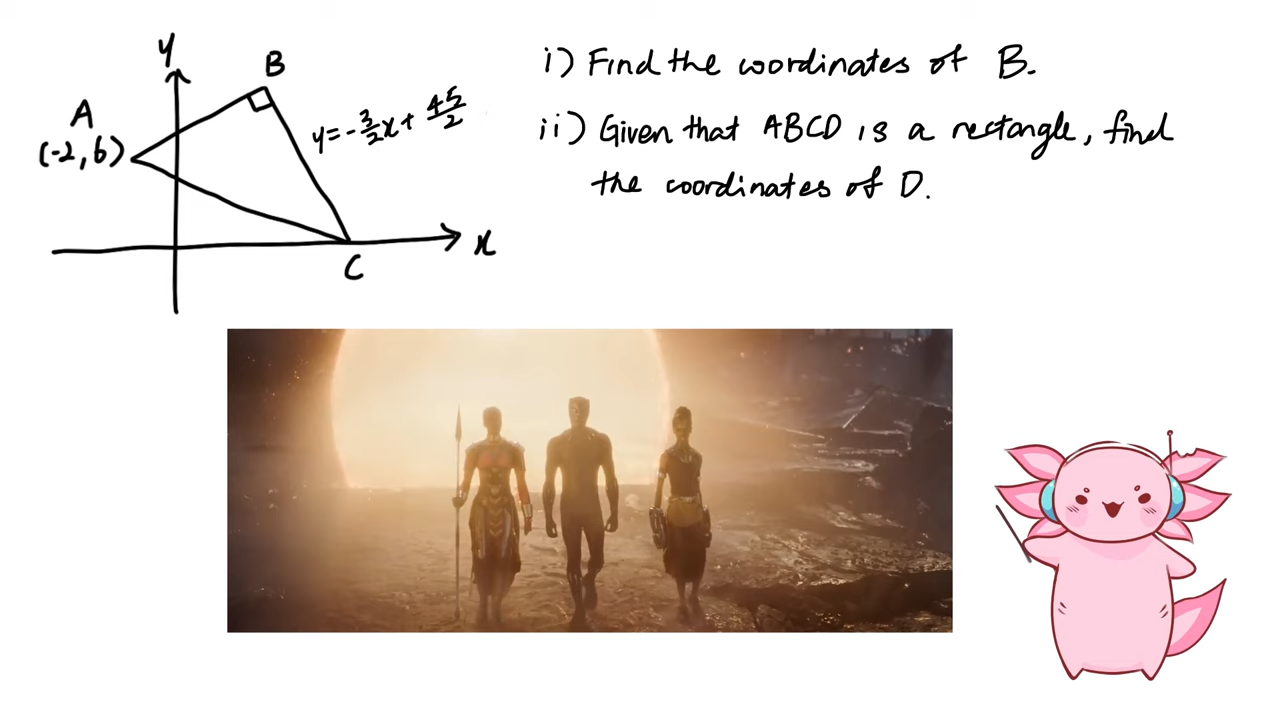 y
B
A
(-2, 6)
y = -3/2x + 45/2
x
C
i) Find the coordinates of B.
ii) Given that ABCD is a rectangle, find
the coordinates of D.